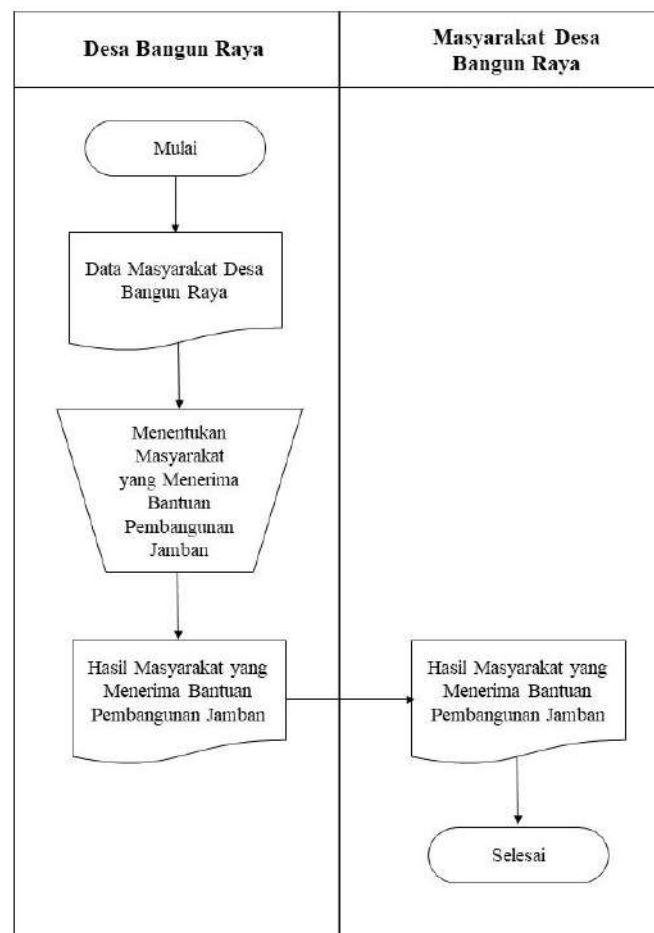 Desa Bangun Raya
Masyarakat Desa
Bangun Raya
Mulai
Data Masyarakat Desa
Bangun Raya
Menentukan
Masyarakat
yang Menerima
Bantuan
Pembangunan
Jamban
Hasil Masyarakat yang
Menerima Bantuan
Pembangunan Jamban
Hasil Masyarakat yang
Menerima Bantuan
Pembangunan Jamban
Selesai